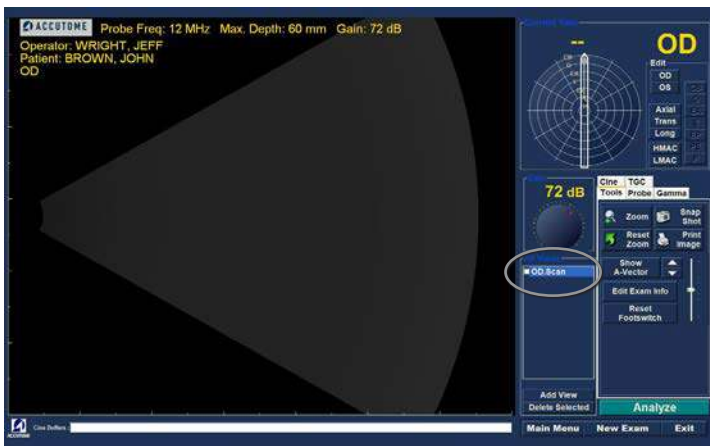 ACCUTOME Probe Freq: 12 MHz Max. Depth: 60 mm Gain: 72 dB
Operator: WRIGHT, JEFF
Patient: BROWN, JOHN
OD
Current View
--
OD
Edit
OD
OS
Axial
Trans
Long
HMAC
LMAC
72 dB
Cine TGC
Tools Probe Gamma
Zoom
Snap Shot
Reset Zoom
Print Image
OD.Scan
Show A-Vector
Edit Exam Info
Reset Footswitch
Add View
Delete Selected
Analyze
Cine Buffers:
Main Menu New Exam Exit